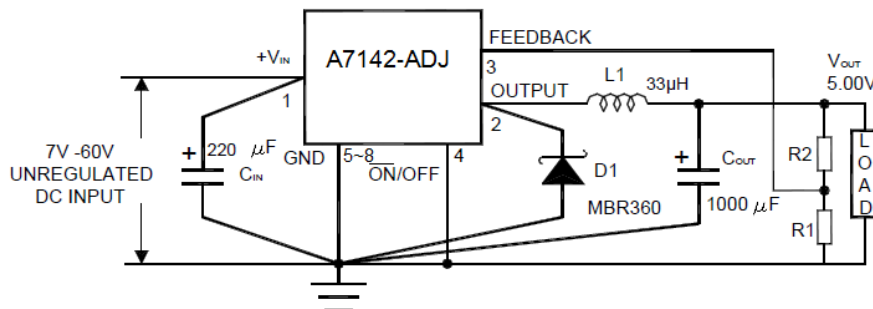 A7142-ADJ
+VIN
1
FEEDBACK
3
OUTPUT
2
L1
33μH
VOUT
5.00V
7V -60V
UNREGULATED
DC INPUT
+
220 μF
CIN
GND
5~8
4
ON/OFF
D1
MBR360
+
COUT
1000 μF
R2
R1
LOAD